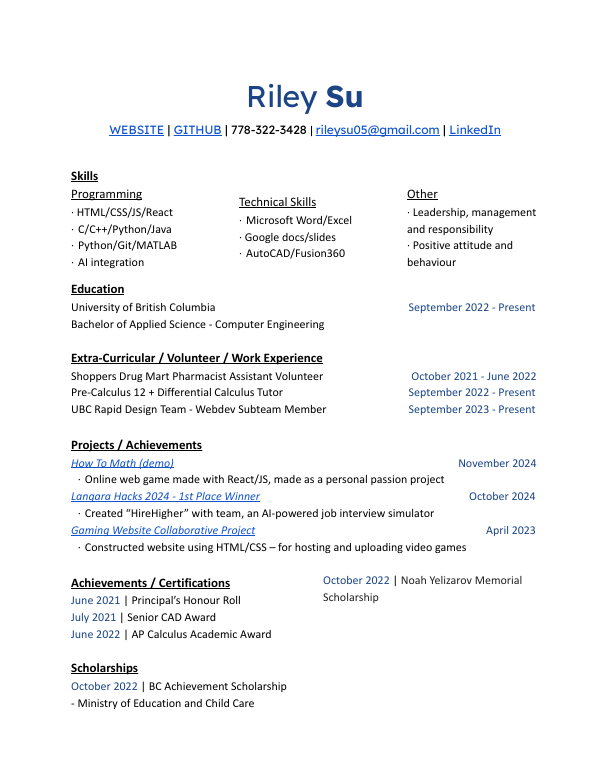 Riley Su
WEBSITE | GITHUB | 778-322-3428 | rileysu05@gmail.com | LinkedIn
Skills
Programming
· HTML/CSS/JS/React
· C/C++/Python/Java
· Python/Git/MATLAB
· AI integration
Technical Skills
· Microsoft Word/Excel
· Google docs/slides
· AutoCAD/Fusion360
Other
· Leadership, management
and responsibility
· Positive attitude and
behaviour
Education
University of British Columbia September 2022 - Present
Bachelor of Applied Science - Computer Engineering
Extra-Curricular / Volunteer / Work Experience
Shoppers Drug Mart Pharmacist Assistant Volunteer October 2021 - June 2022
Pre-Calculus 12 + Differential Calculus Tutor September 2022 - Present
UBC Rapid Design Team - Webdev Subteam Member September 2023 - Present
Projects / Achievements
How To Math (demo) November 2024
· Online web game made with React/JS, made as a personal passion project
Langara Hacks 2024 - 1st Place Winner October 2024
· Created “HireHigher” with team, an AI-powered job interview simulator
Gaming Website Collaborative Project April 2023
· Constructed website using HTML/CSS – for hosting and uploading video games
Achievements / Certifications
June 2021 | Principal’s Honour Roll
July 2021 | Senior CAD Award
June 2022 | AP Calculus Academic Award
Scholarships
October 2022 | BC Achievement Scholarship
- Ministry of Education and Child Care
October 2022 | Noah Yelizarov Memorial
Scholarship